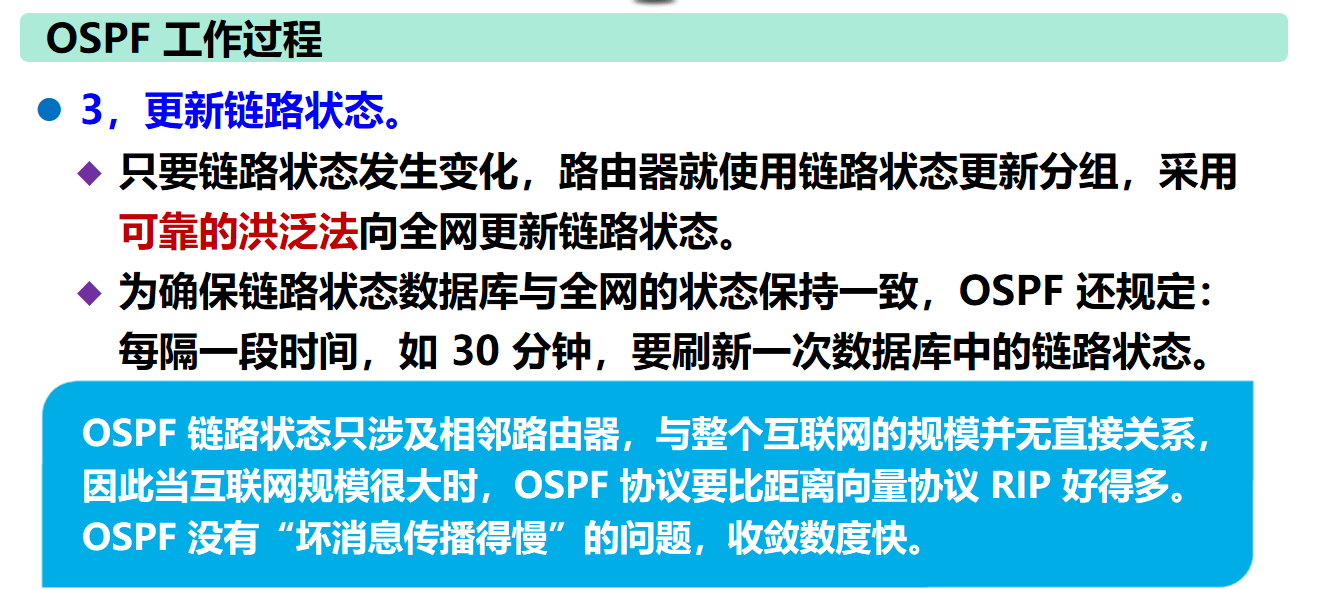 OSPF 工作过程
3，更新链路状态。
只要链路状态发生变化，路由器就使用链路状态更新分组，采用
可靠的洪泛法向全网更新链路状态。
为确保链路状态数据库与全网的状态保持一致，OSPF 还规定：
每隔一段时间，如 30 分钟，要刷新一次数据库中的链路状态。
OSPF 链路状态只涉及相邻路由器，与整个互联网的规模并无直接关系，
因此当互联网规模很大时，OSPF 协议要比距离向量协议 RIP 好得多。
OSPF 没有“坏消息传播得慢”的问题，收敛数度快。